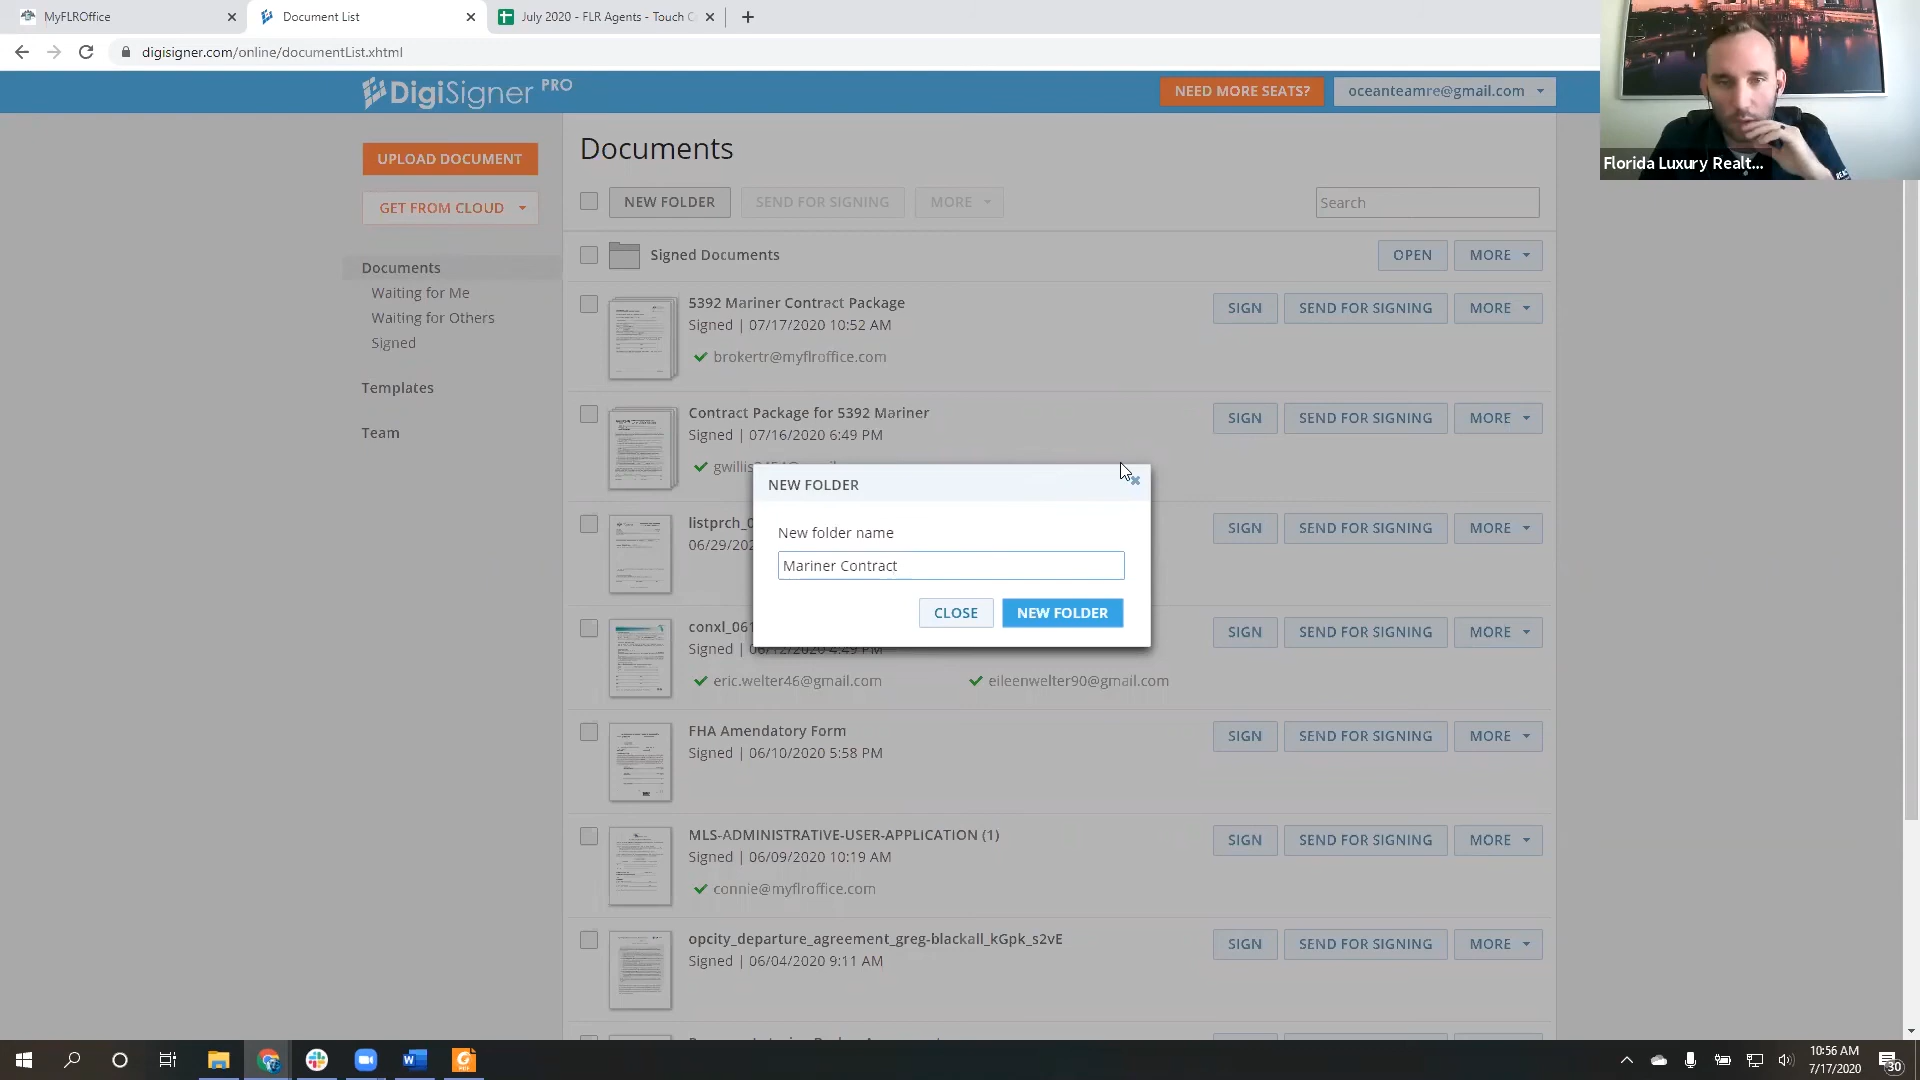 MyFLROffice
Document List
July 2020 - FLR Agents - Touch C
digisigner.com/online/documentList.xhtml
DigiSigner PRO
NEED MORE SEATS?
oceanteamre@gmail.com
Florida Luxury Realt...
UPLOAD DOCUMENT
GET FROM CLOUD
Documents
Waiting for Me
Waiting for Others
Signed
Templates
Team
Documents
NEW FOLDER
SEND FOR SIGNING
MORE
Search
Signed Documents
OPEN
MORE
5392 Mariner Contract Package
Signed | 07/17/2020 10:52 AM
brokertr@myflroffice.com
SIGN
SEND FOR SIGNING
MORE
Contract Package for 5392 Mariner
Signed | 07/16/2020 6:49 PM
SIGN
SEND FOR SIGNING
MORE
NEW FOLDER
New folder name
Mariner Contract
CLOSE
NEW FOLDER
SIGN
SEND FOR SIGNING
MORE
Signed | 06/12/2020 4:49 PM
eric.welter46@gmail.com
eileenwelter90@gmail.com
SIGN
SEND FOR SIGNING
MORE
FHA Amendatory Form
Signed | 06/10/2020 5:58 PM
SIGN
SEND FOR SIGNING
MORE
MLS-ADMINISTRATIVE-USER-APPLICATION (1)
Signed | 06/09/2020 10:19 AM
connie@myflroffice.com
SIGN
SEND FOR SIGNING
MORE
opcity_departure_agreement_greg-blackall_kGpk_s2vE
Signed | 06/04/2020 9:11 AM
SIGN
SEND FOR SIGNING
MORE
10:56 AM
7/17/2020
30